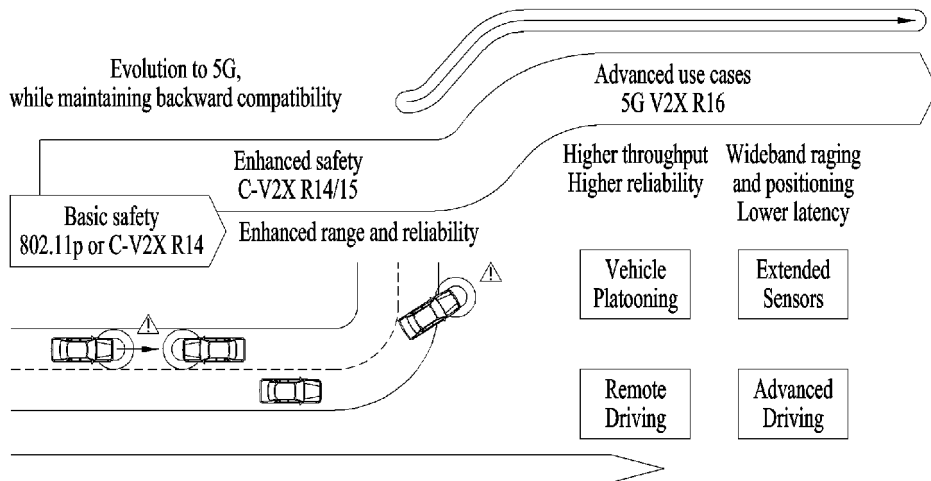 Evolution to 5G,
while maintaining backward compatibility
Advanced use cases
5G V2X R16
Enhanced safety
C-V2X R14/15
Higher throughput
Higher reliability
Wideband raging
and positioning
Lower latency
Basic safety
802.11p or C-V2X R14
Enhanced range and reliability
Vehicle
Platooning
Extended
Sensors
Remote
Driving
Advanced
Driving